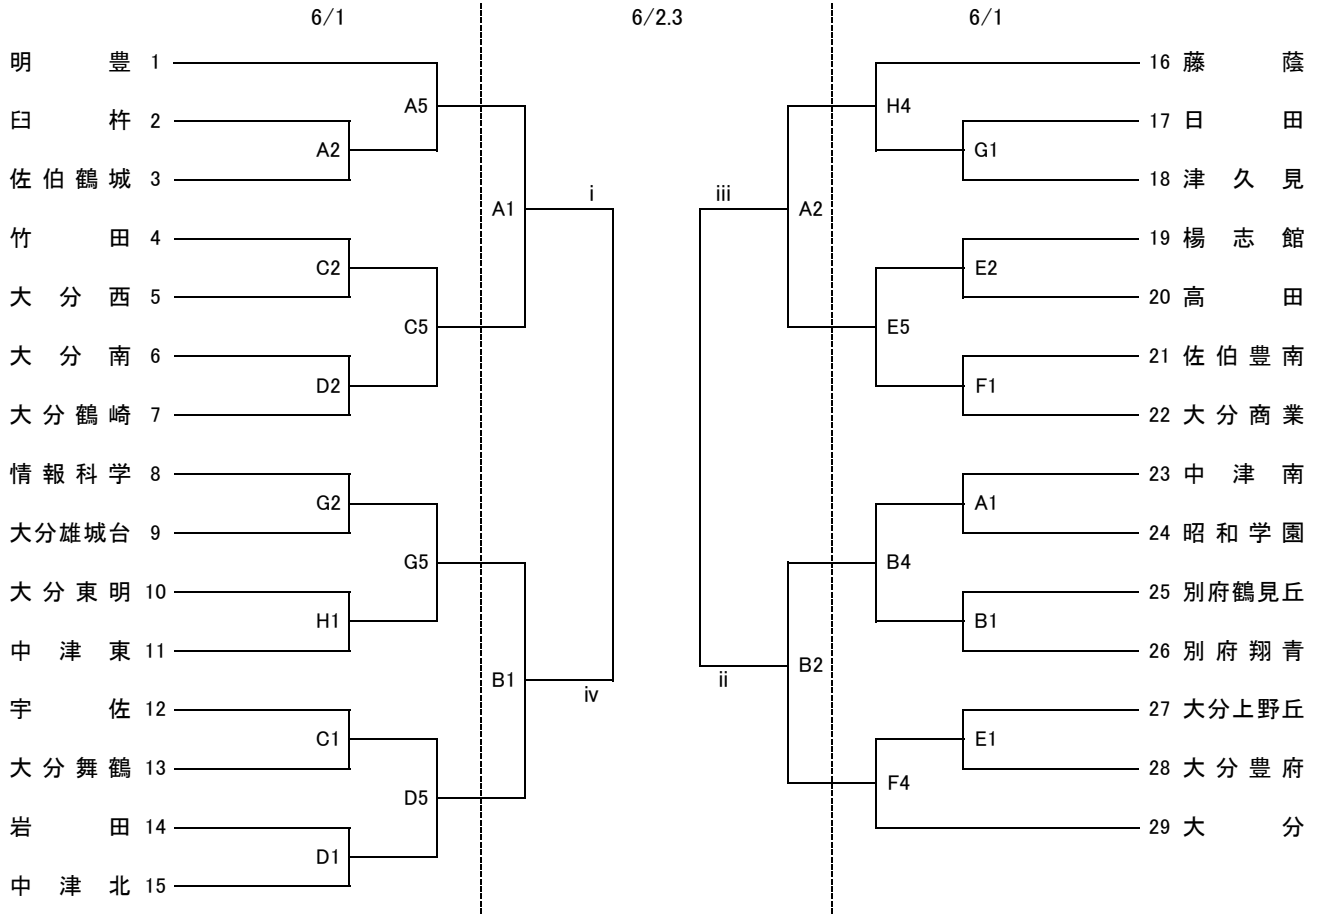 6/1 6/2.3 6/1
明豊 1
臼杵 2
佐伯鶴城 3
竹田 4
大分西 5
大分南 6
大分鶴崎 7
情報科学 8
大分雄城台 9
大分東明 10
中津東 11
宇佐 12
大分舞鶴 13
岩田 14
中津北 15
A5
A2
C2
C5
D2
G2
G5
H1
C1
D5
D1
A1
B1
i
iv
iii
ii
A2
B2
H4
G1
E2
E5
F1
A1
B4
B1
E1
F4
16 藤蔭
17 日田
18 津久見
19 楊志館
20 高田
21 佐伯豊南
22 大分商業
23 中津南
24 昭和学園
25 別府鶴見丘
26 別府翔青
27 大分上野丘
28 大分豊府
29 大分